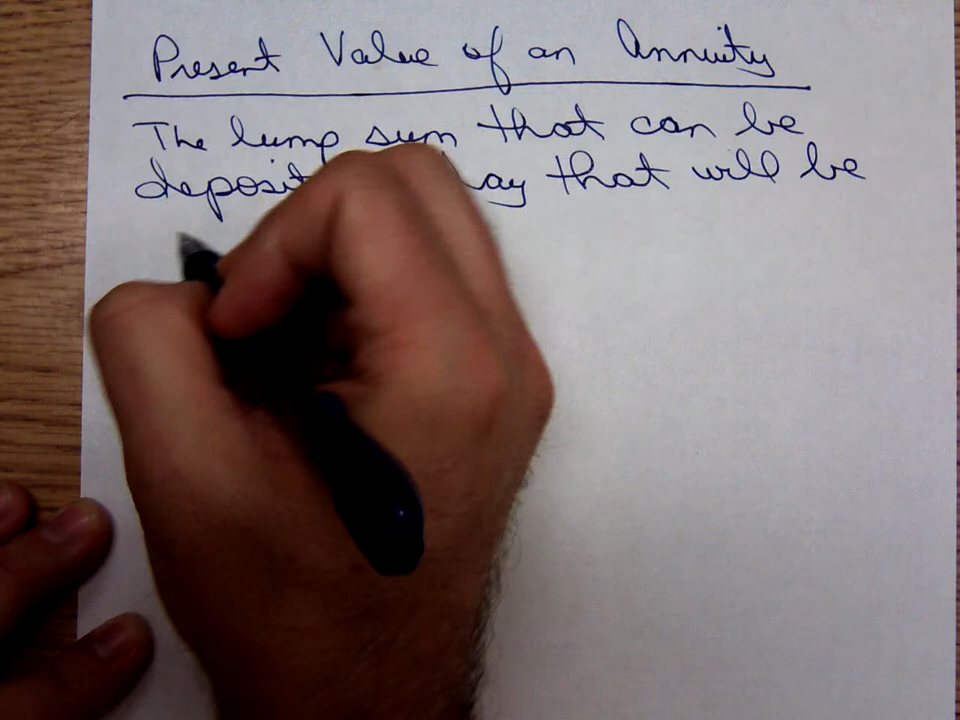 Present Value of an Annuity
The lump sum that can be
that will be